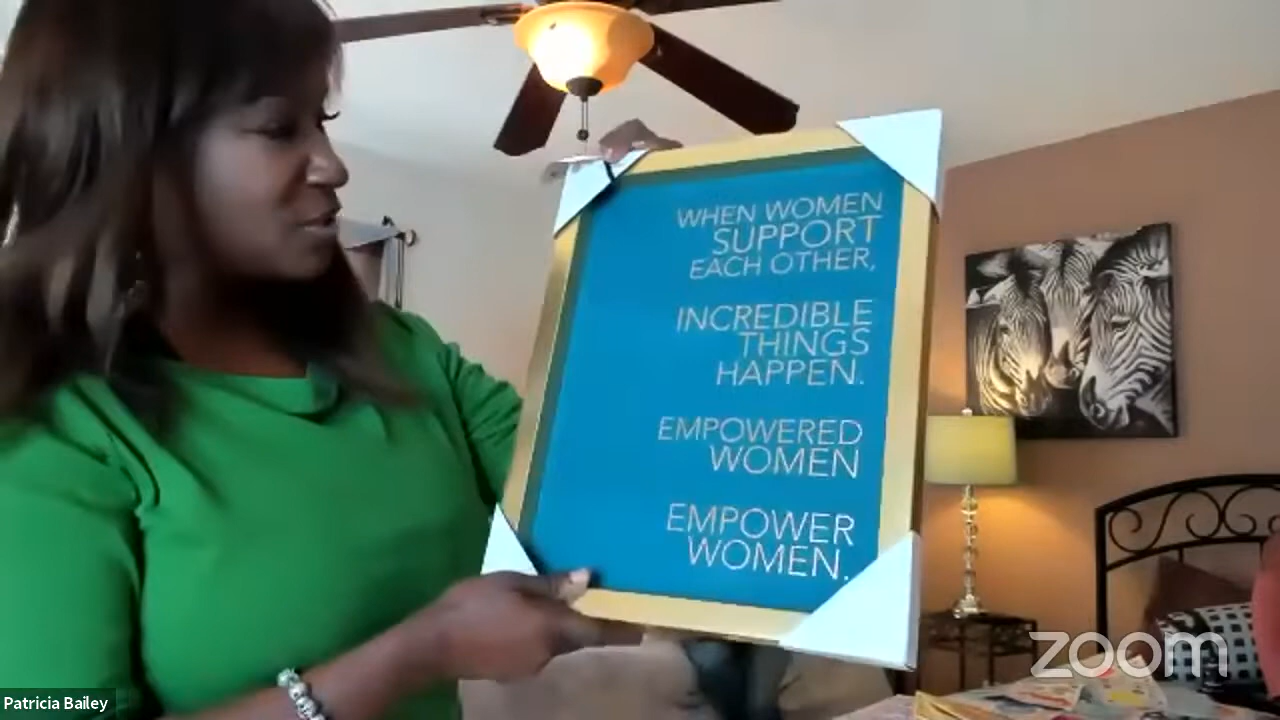 WHEN WOMEN
SUPPORT
EACH OTHER,
INCREDIBLE
THINGS
HAPPEN.
EMPOWERED
WOMEN
EMPOWER
WOMEN.
zoom
Patricia Bailey